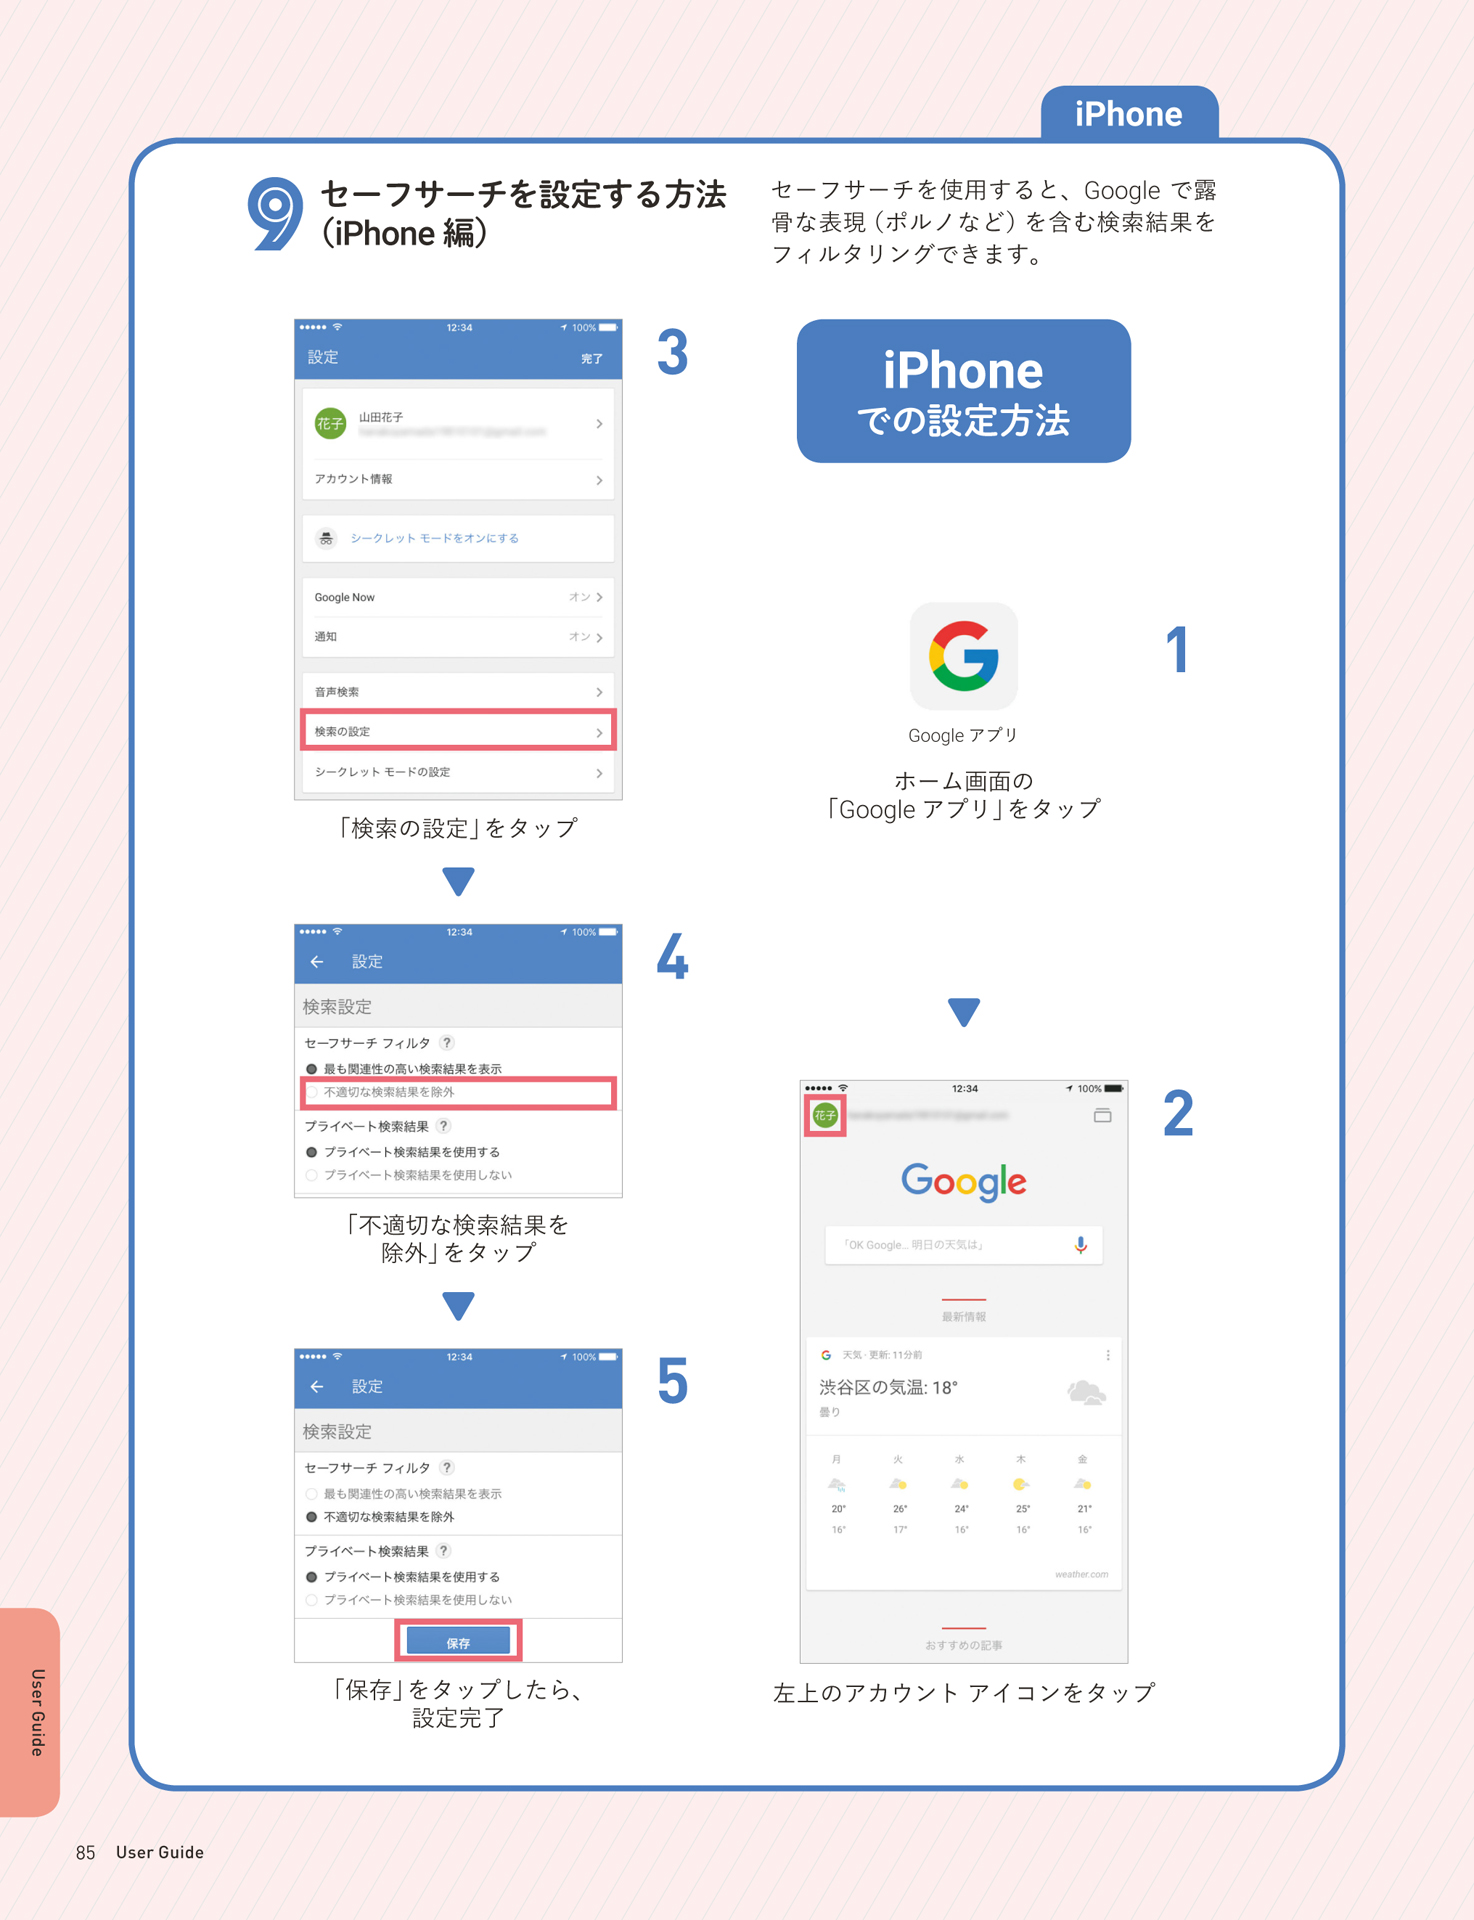 iPhone
9 セーフサーチを設定する方法
（iPhone 編）
セーフサーチを使用すると、Google で露
骨な表現（ポルノなど）を含む検索結果を
フィルタリングできます。
iPhone
での設定方法
1
Google アプリ
ホーム画面の
「Google アプリ」をタップ
2
12:34
100%
花子
Google
「OK Google... 明日の天気は」
最新情報
天気・更新: 11分前
渋谷区の気温: 18°
曇り
月 火 水 木 金
20° 26° 24° 25° 21°
16° 17° 16° 16° 16°
weather.com
おすすめの記事
左上のアカウント アイコンをタップ
3
12:34
100%
設定
完了
花子
山田花子
アカウント情報
シークレット モードをオンにする
Google Now オン
通知 オン
音声検索
検索の設定
シークレット モードの設定
「検索の設定」をタップ
4
12:34
100%
設定
検索設定
セーフサーチ フィルタ ?
最も関連性の高い検索結果を表示
不適切な検索結果を除外
プライベート検索結果 ?
プライベート検索結果を使用する
プライベート検索結果を使用しない
「不適切な検索結果を
除外」をタップ
5
12:34
100%
設定
検索設定
セーフサーチ フィルタ ?
最も関連性の高い検索結果を表示
不適切な検索結果を除外
プライベート検索結果 ?
プライベート検索結果を使用する
プライベート検索結果を使用しない
保存
「保存」をタップしたら、
設定完了
User Guide
85 User Guide